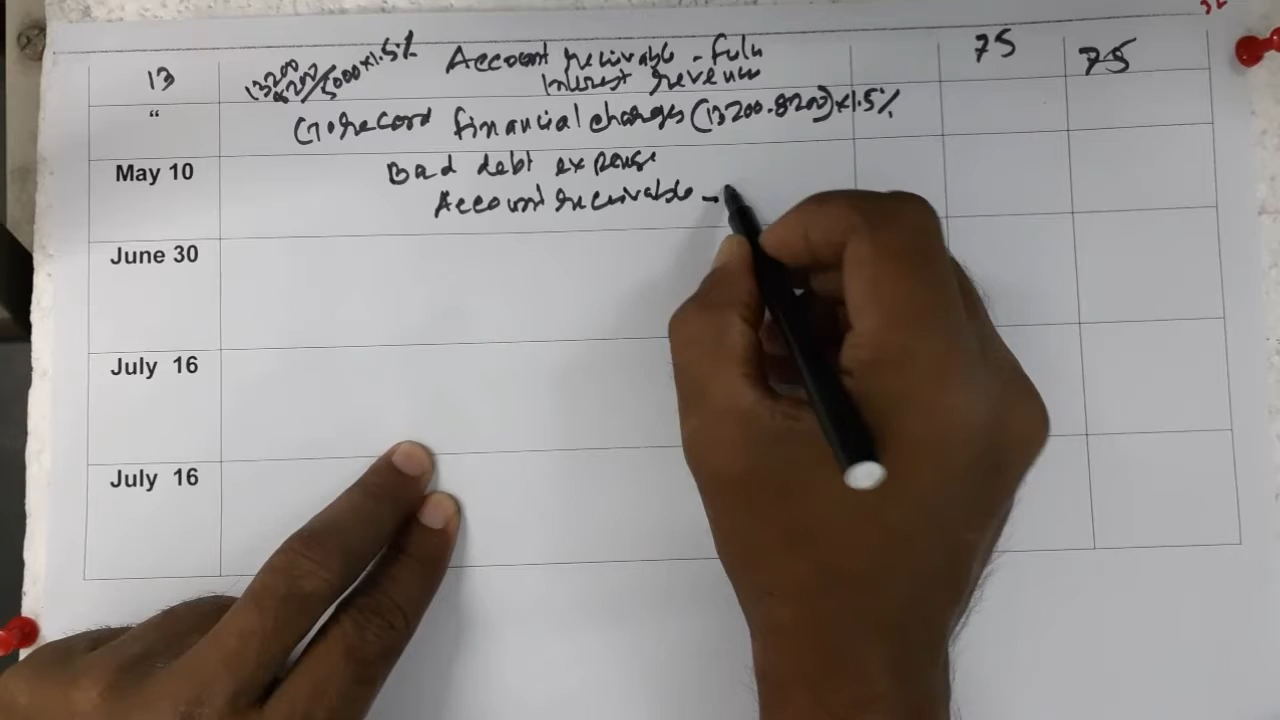 13 13200 8200/5000×1.5% Account receivable - Fulu 75
Interest revenue 75
“ (To record financial charges (13200-8200)×1.5%
May 10 Bad debt expense
Account receivable -
June 30
July 16
July 16